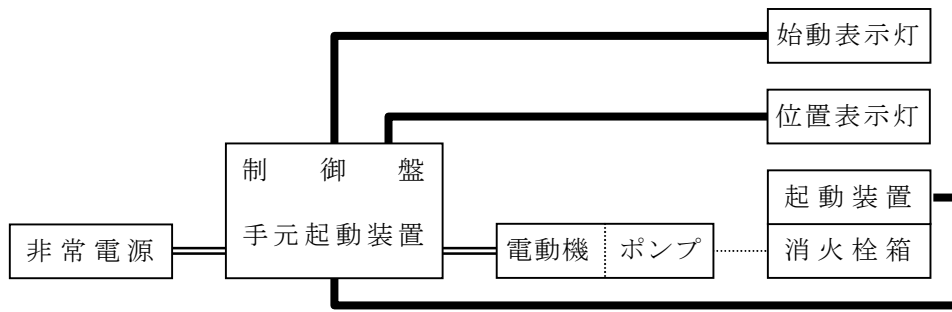 始動表示灯
位置表示灯
制御盤
手元起動装置
非常電源
電動機
ポンプ
起動装置
消火栓箱